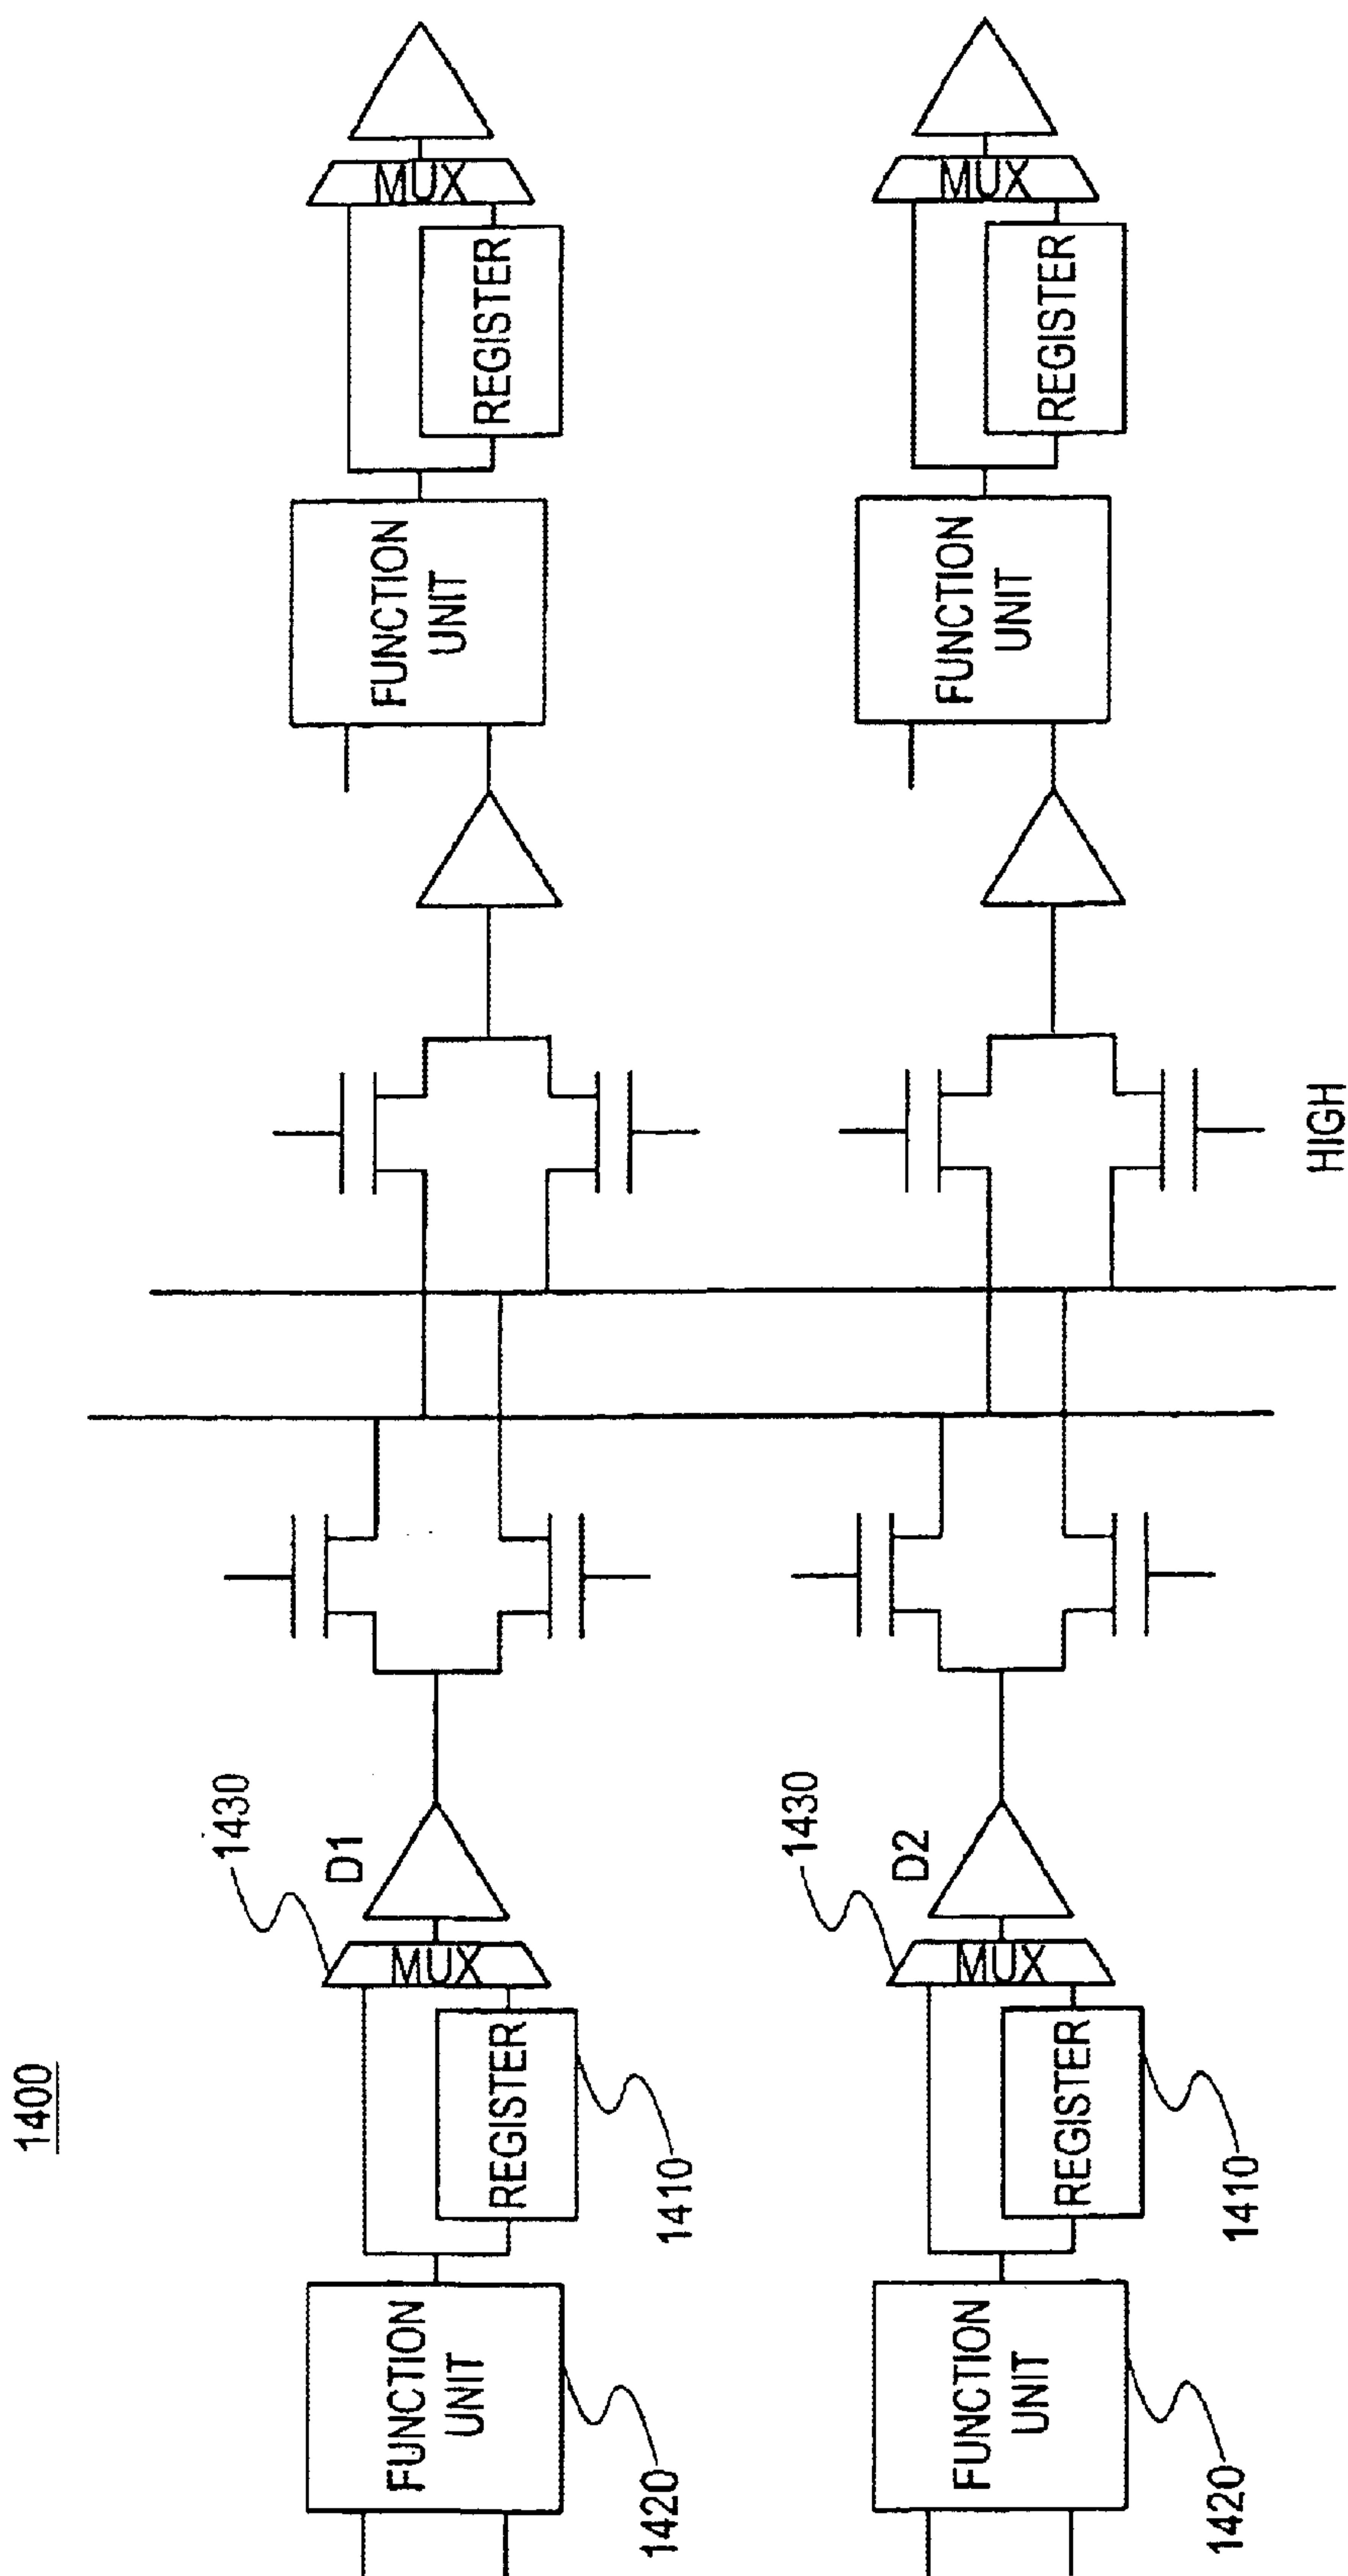 1400
FUNCTION
UNIT
1420
REGISTER
1410
MUX
1430
D1
FUNCTION
UNIT
REGISTER
MUX
FUNCTION
UNIT
1420
REGISTER
1410
MUX
1430
D2
HIGH
FUNCTION
UNIT
REGISTER
MUX